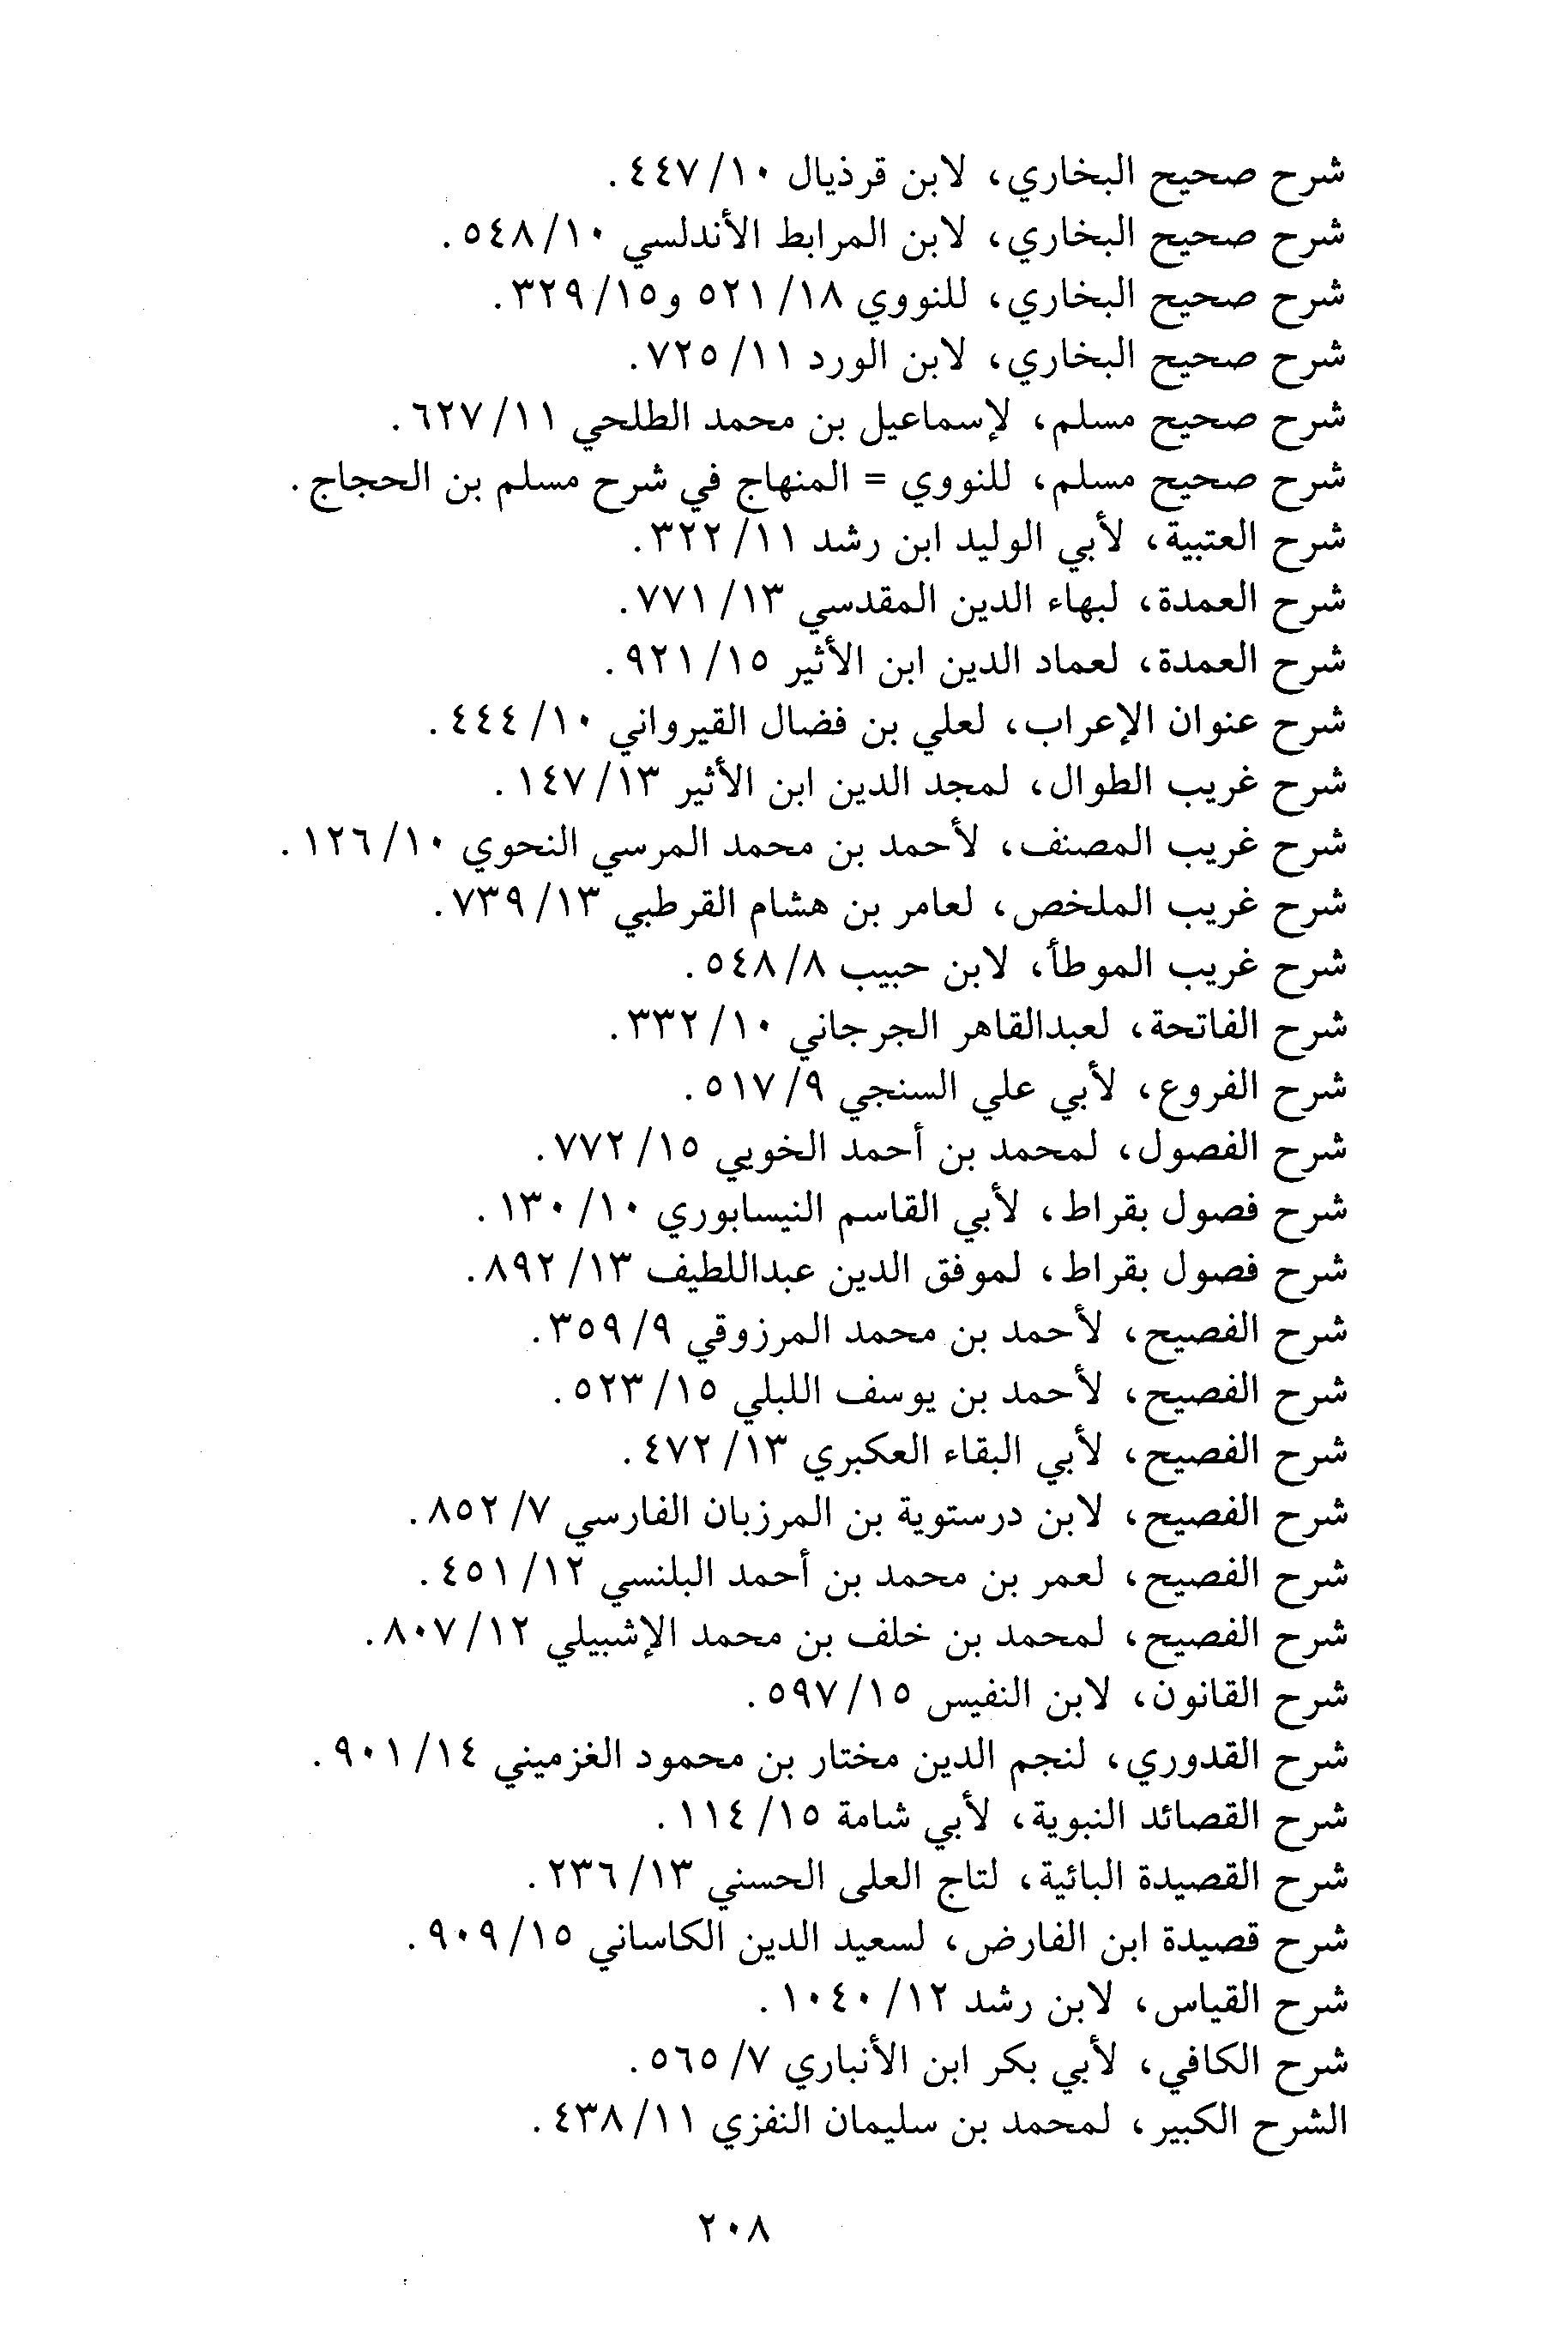 شرح صحيح البخاري، لابن قرذيال ١٠/ ٤٤٧.
شرح صحيح البخاري، لابن المرابط الأندلسي ١٠/ ٥٤٨.
شرح صحيح البخاري، للنووي ١٨/ ٥٢١ و١٥/ ٣٢٩.
شرح صحيح البخاري، لابن الورد ١١/ ٧٢٥.
شرح صحيح مسلم، لإسماعيل بن محمد الطلحي ١١/ ٦٢٧.
شرح صحيح مسلم، للنووي = المنهاج في شرح مسلم بن الحجاج.
شرح العتبية، لأبي الوليد ابن رشد ١١/ ٣٢٢.
شرح العمدة، لبهاء الدين المقدسي ١٣/ ٧٧١.
شرح العمدة، لعماد الدين ابن الأثير ١٥/ ٩٢١.
شرح عنوان الإعراب، لعلي بن فضال القيرواني ١٠/ ٤٤٤.
شرح غريب الطوال، لمجد الدين ابن الأثير ١٣/ ١٤٧.
شرح غريب المصنف، لأحمد بن محمد المرسي النحوي ١٠/ ١٢٦.
شرح غريب الملخص، لعامر بن هشام القرطبي ١٣/ ٧٣٩.
شرح غريب الموطأ، لابن حبيب ٨/ ٥٤٨.
شرح الفاتحة، لعبدالقاهر الجرجاني ١٠/ ٣٣٢.
شرح الفروع، لأبي علي السنجي ٩/ ٥١٧.
شرح الفصول، لمحمد بن أحمد الخويي ١٥/ ٧٧٢.
شرح فصول بقراط، لأبي القاسم النيسابوري ١٠/ ١٣٠.
شرح فصول بقراط، لموفق الدين عبداللطيف ١٣/ ٨٩٢.
شرح الفصيح، لأحمد بن محمد المرزوقي ٩/ ٣٥٩.
شرح الفصيح، لأحمد بن يوسف اللبلي ١٥/ ٥٢٣.
شرح الفصيح، لأبي البقاء العكبري ١٣/ ٤٧٢.
شرح الفصيح، لابن درستوية بن المرزبان الفارسي ٧/ ٨٥٢.
شرح الفصيح، لعمر بن محمد بن أحمد البلنسي ١٢/ ٤٥١.
شرح الفصيح، لمحمد بن خلف بن محمد الإشبيلي ١٢/ ٨٠٧.
شرح القانون، لابن النفيس ١٥/ ٥٩٧.
شرح القدوري، لنجم الدين مختار بن محمود الغزميني ١٤/ ٩٠١.
شرح القصائد النبوية، لأبي شامة ١٥/ ١١٤.
شرح القصيدة البائية، لتاج العلى الحسني ١٣/ ٢٣٦.
شرح قصيدة ابن الفارض، لسعيد الدين الكاساني ١٥/ ٩٠٩.
شرح القياس، لابن رشد ١٢/ ١٠٤٠.
شرح الكافي، لأبي بكر ابن الأنباري ٧/ ٥٦٥.
الشرح الكبير، لمحمد بن سليمان النفزي ١١/ ٤٣٨.
٢٠٨